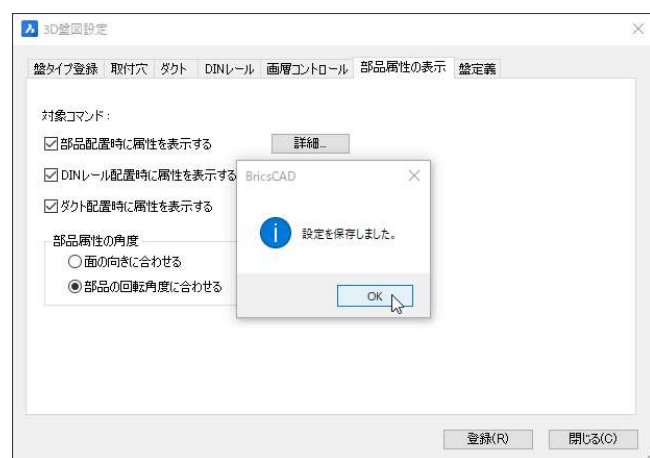 3D盤図設定
盤タイプ登録 取付穴 ダクト DINレール 画層コントロール 部品属性の表示 盤定義
対象コマンド:
部品配置時に属性を表示する 詳細...
DINレール配置時に属性を表示する
ダクト配置時に属性を表示する
部品属性の角度
面の向きに合わせる
部品の回転角度に合わせる
BricsCAD
設定を保存しました。
OK
登録(R) 閉じる(C)